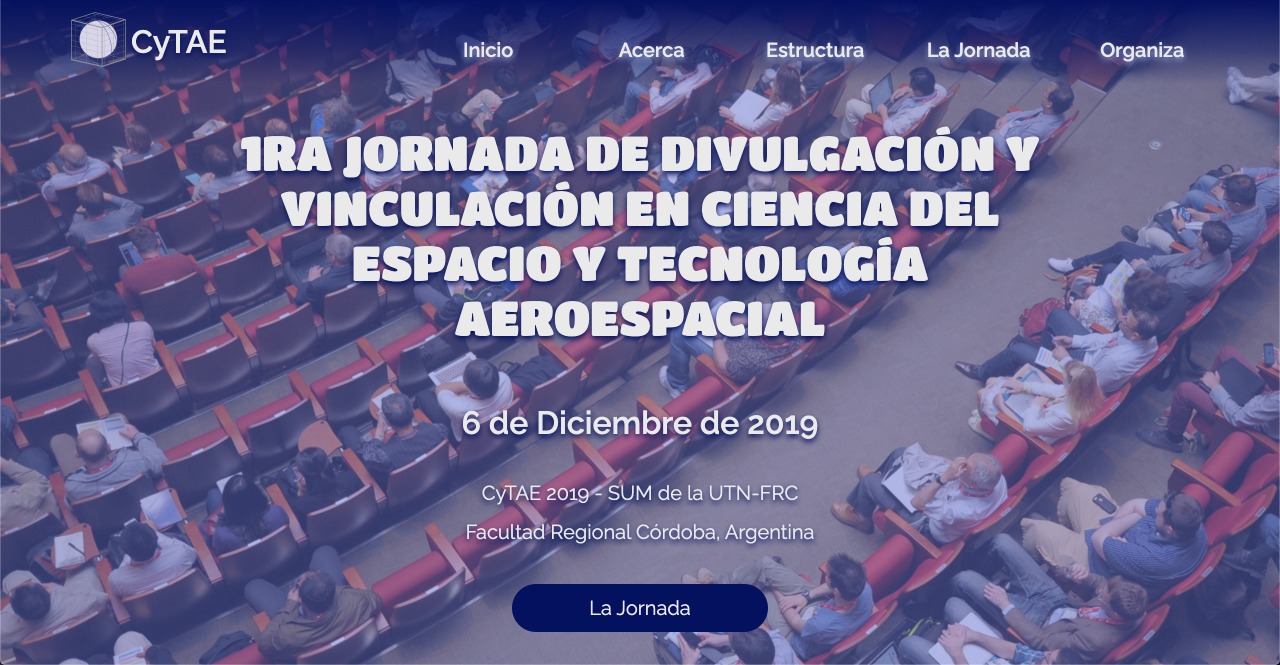 CyTAE
Inicio
Acerca
Estructura
La Jornada
Organiza
1RA JORNADA DE DIVULGACIÓN Y
VINCULACIÓN EN CIENCIA DEL
ESPACIO Y TECNOLOGÍA
AEROESPACIAL
6 de Diciembre de 2019
CyTAE 2019 - SUM de la UTN-FRC
Facultad Regional Córdoba, Argentina
La Jornada